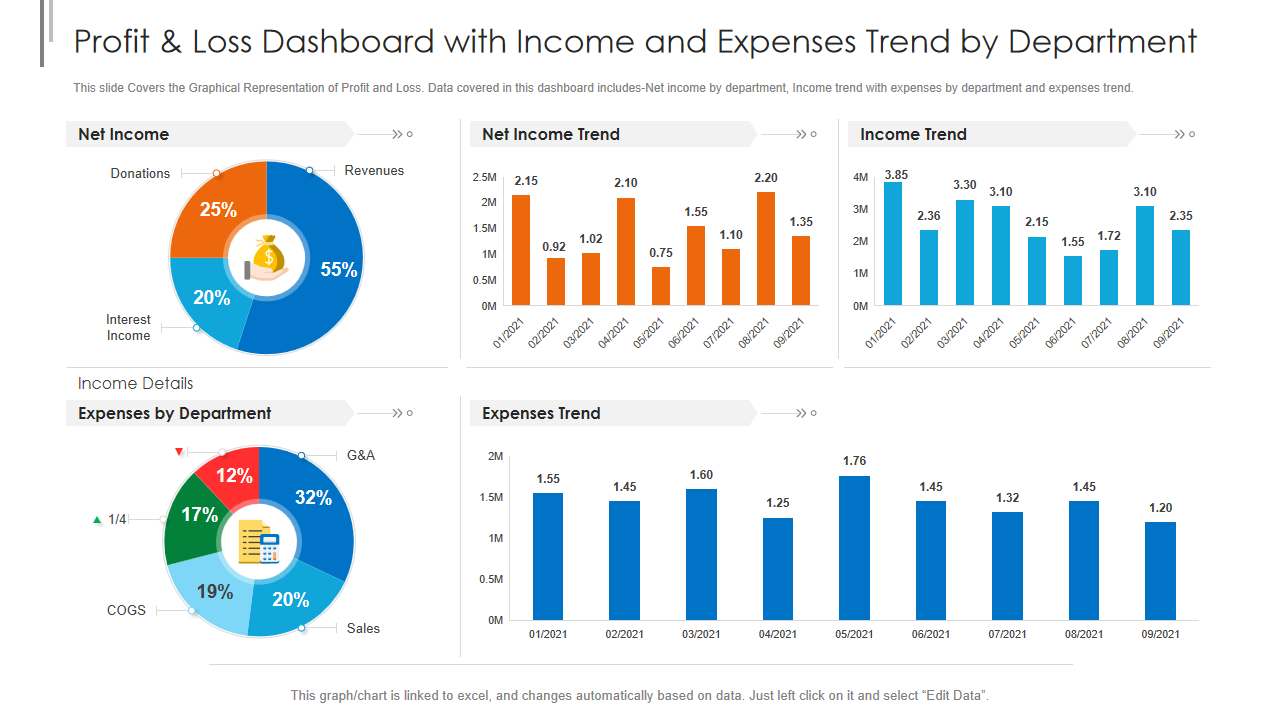 Profit & Loss Dashboard with Income and Expenses Trend by Department
This slide Covers the Graphical Representation of Profit and Loss. Data covered in this dashboard includes-Net income by department, Income trend with expenses by department and expenses trend.
Net Income
Donations
Revenues
25%
55%
20%
Interest
Income
Net Income Trend
2.5M
2M
1.5M
1M
0.5M
0M
2.15
0.92
1.02
2.10
0.75
1.55
1.10
2.20
1.35
01/2021
02/2021
03/2021
04/2021
05/2021
06/2021
07/2021
08/2021
09/2021
Income Trend
4M
3M
2M
1M
0M
3.85
2.36
3.30
3.10
2.15
1.55
1.72
3.10
2.35
01/2021
02/2021
03/2021
04/2021
05/2021
06/2021
07/2021
08/2021
09/2021
Income Details
Expenses by Department
G&A
12%
32%
17%
1/4
19%
20%
COGS
Sales
Expenses Trend
2M
1.5M
1M
0.5M
0M
1.55
1.45
1.60
1.25
1.76
1.45
1.32
1.45
1.20
01/2021
02/2021
03/2021
04/2021
05/2021
06/2021
07/2021
08/2021
09/2021
This graph/chart is linked to excel, and changes automatically based on data. Just left click on it and select “Edit Data”.